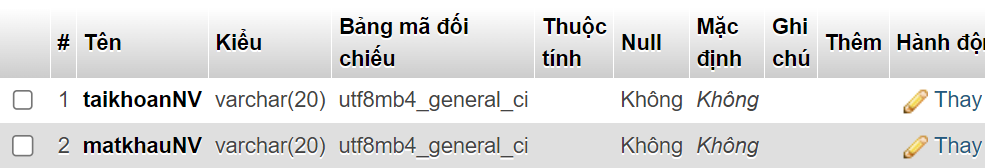 # Tên Kiểu Bảng mã đối chiếu Thuộc tính Null Mặc định Ghi chú Thêm Hành độn
1 taikhoanNV varchar(20) utf8mb4_general_ci Không Không Thay
2 matkhauNV varchar(20) utf8mb4_general_ci Không Không Thay